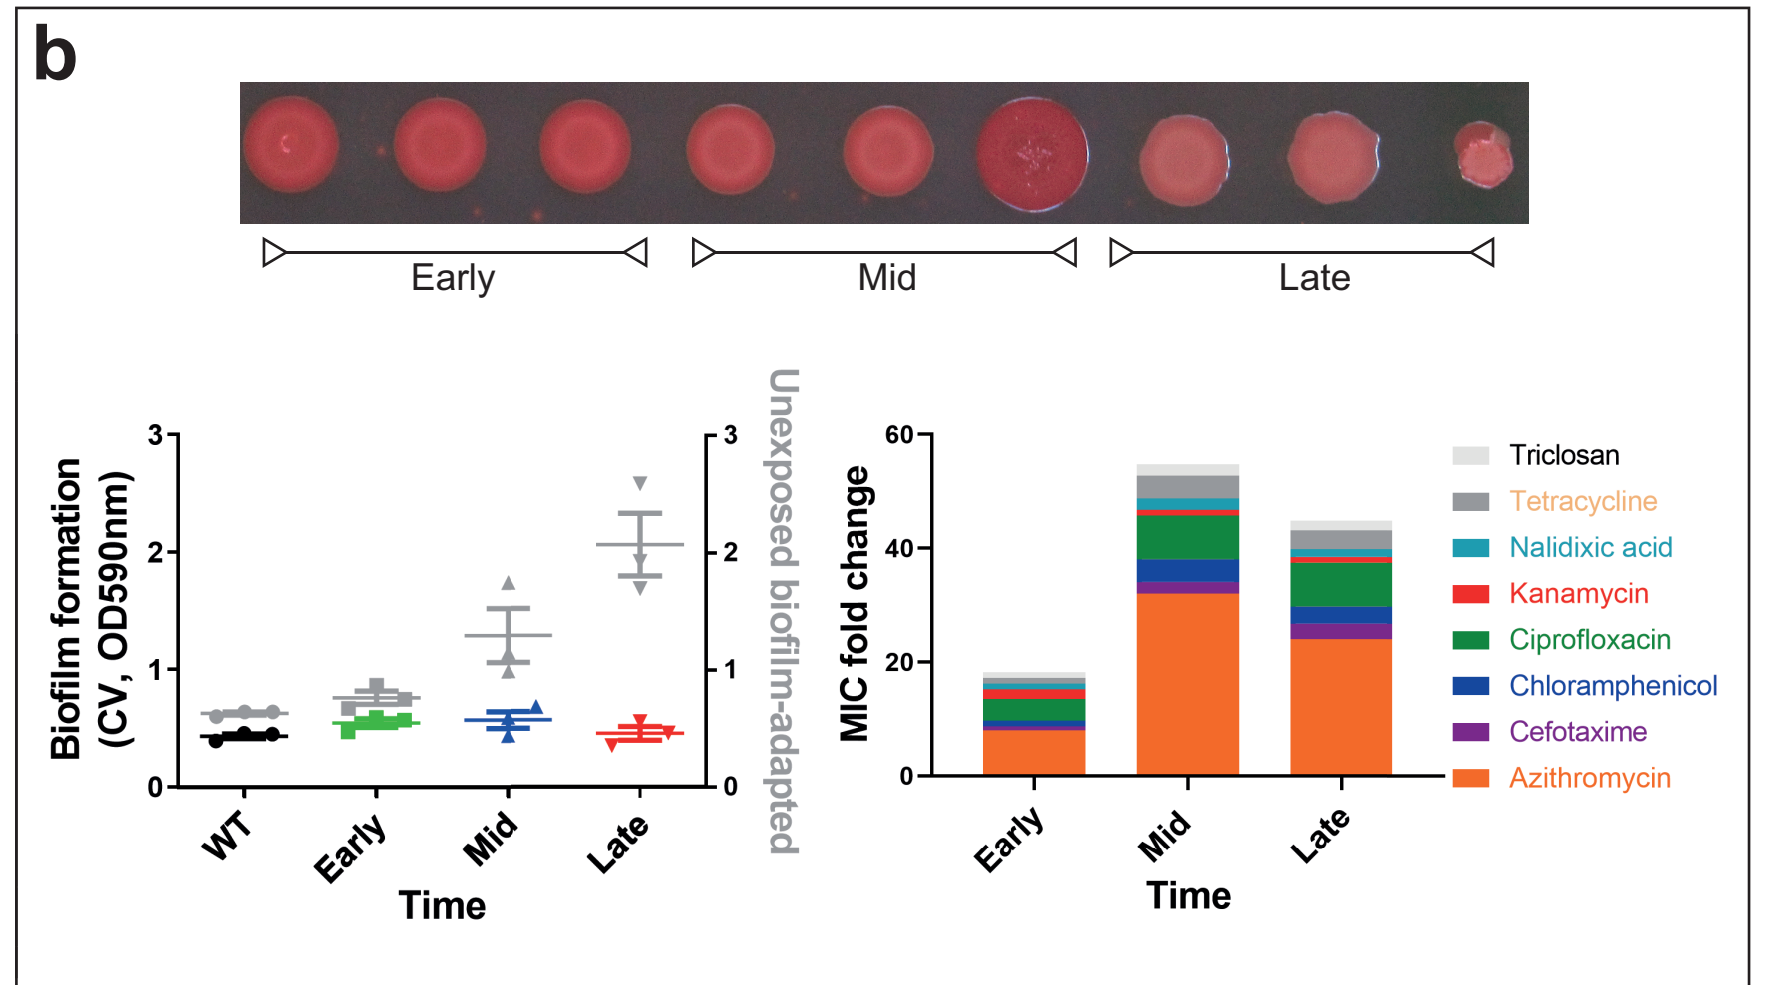 b
Early
Mid
Late
Biofilm formation
(CV, OD590nm)
3
2
1
0
3
2
1
0
Unexposed biofilm-adapted
WT
Early
Mid
Late
Time
MIC fold change
60
40
20
0
Early
Mid
Late
Time
Triclosan
Tetracycline
Nalidixic acid
Kanamycin
Ciprofloxacin
Chloramphenicol
Cefotaxime
Azithromycin